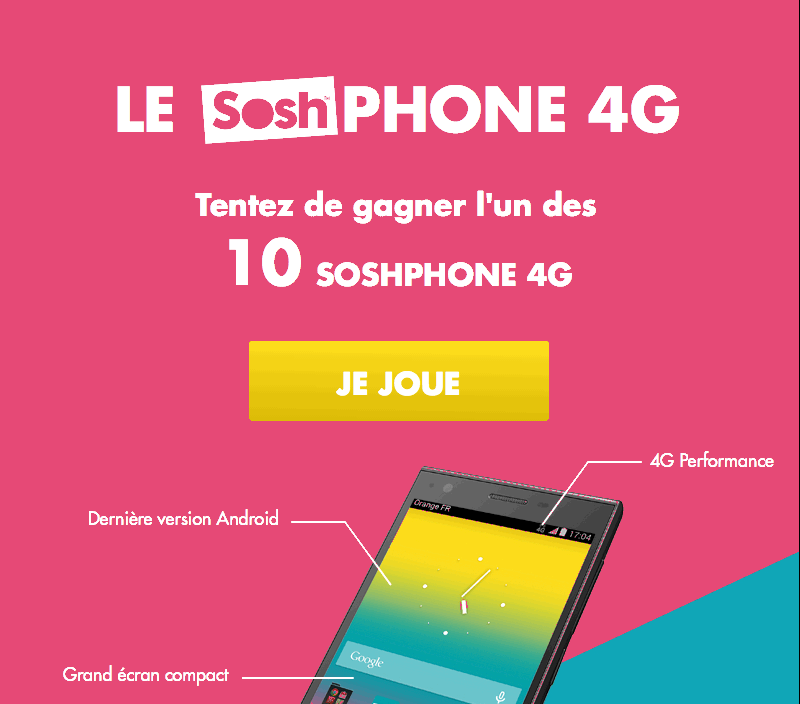 LE Sosh PHONE 4G
Tentez de gagner l'un des
10 SOSHPHONE 4G
JE JOUE
4G Performance
Orange FR
4G 17:04
Dernière version Android
Google
Grand écran compact